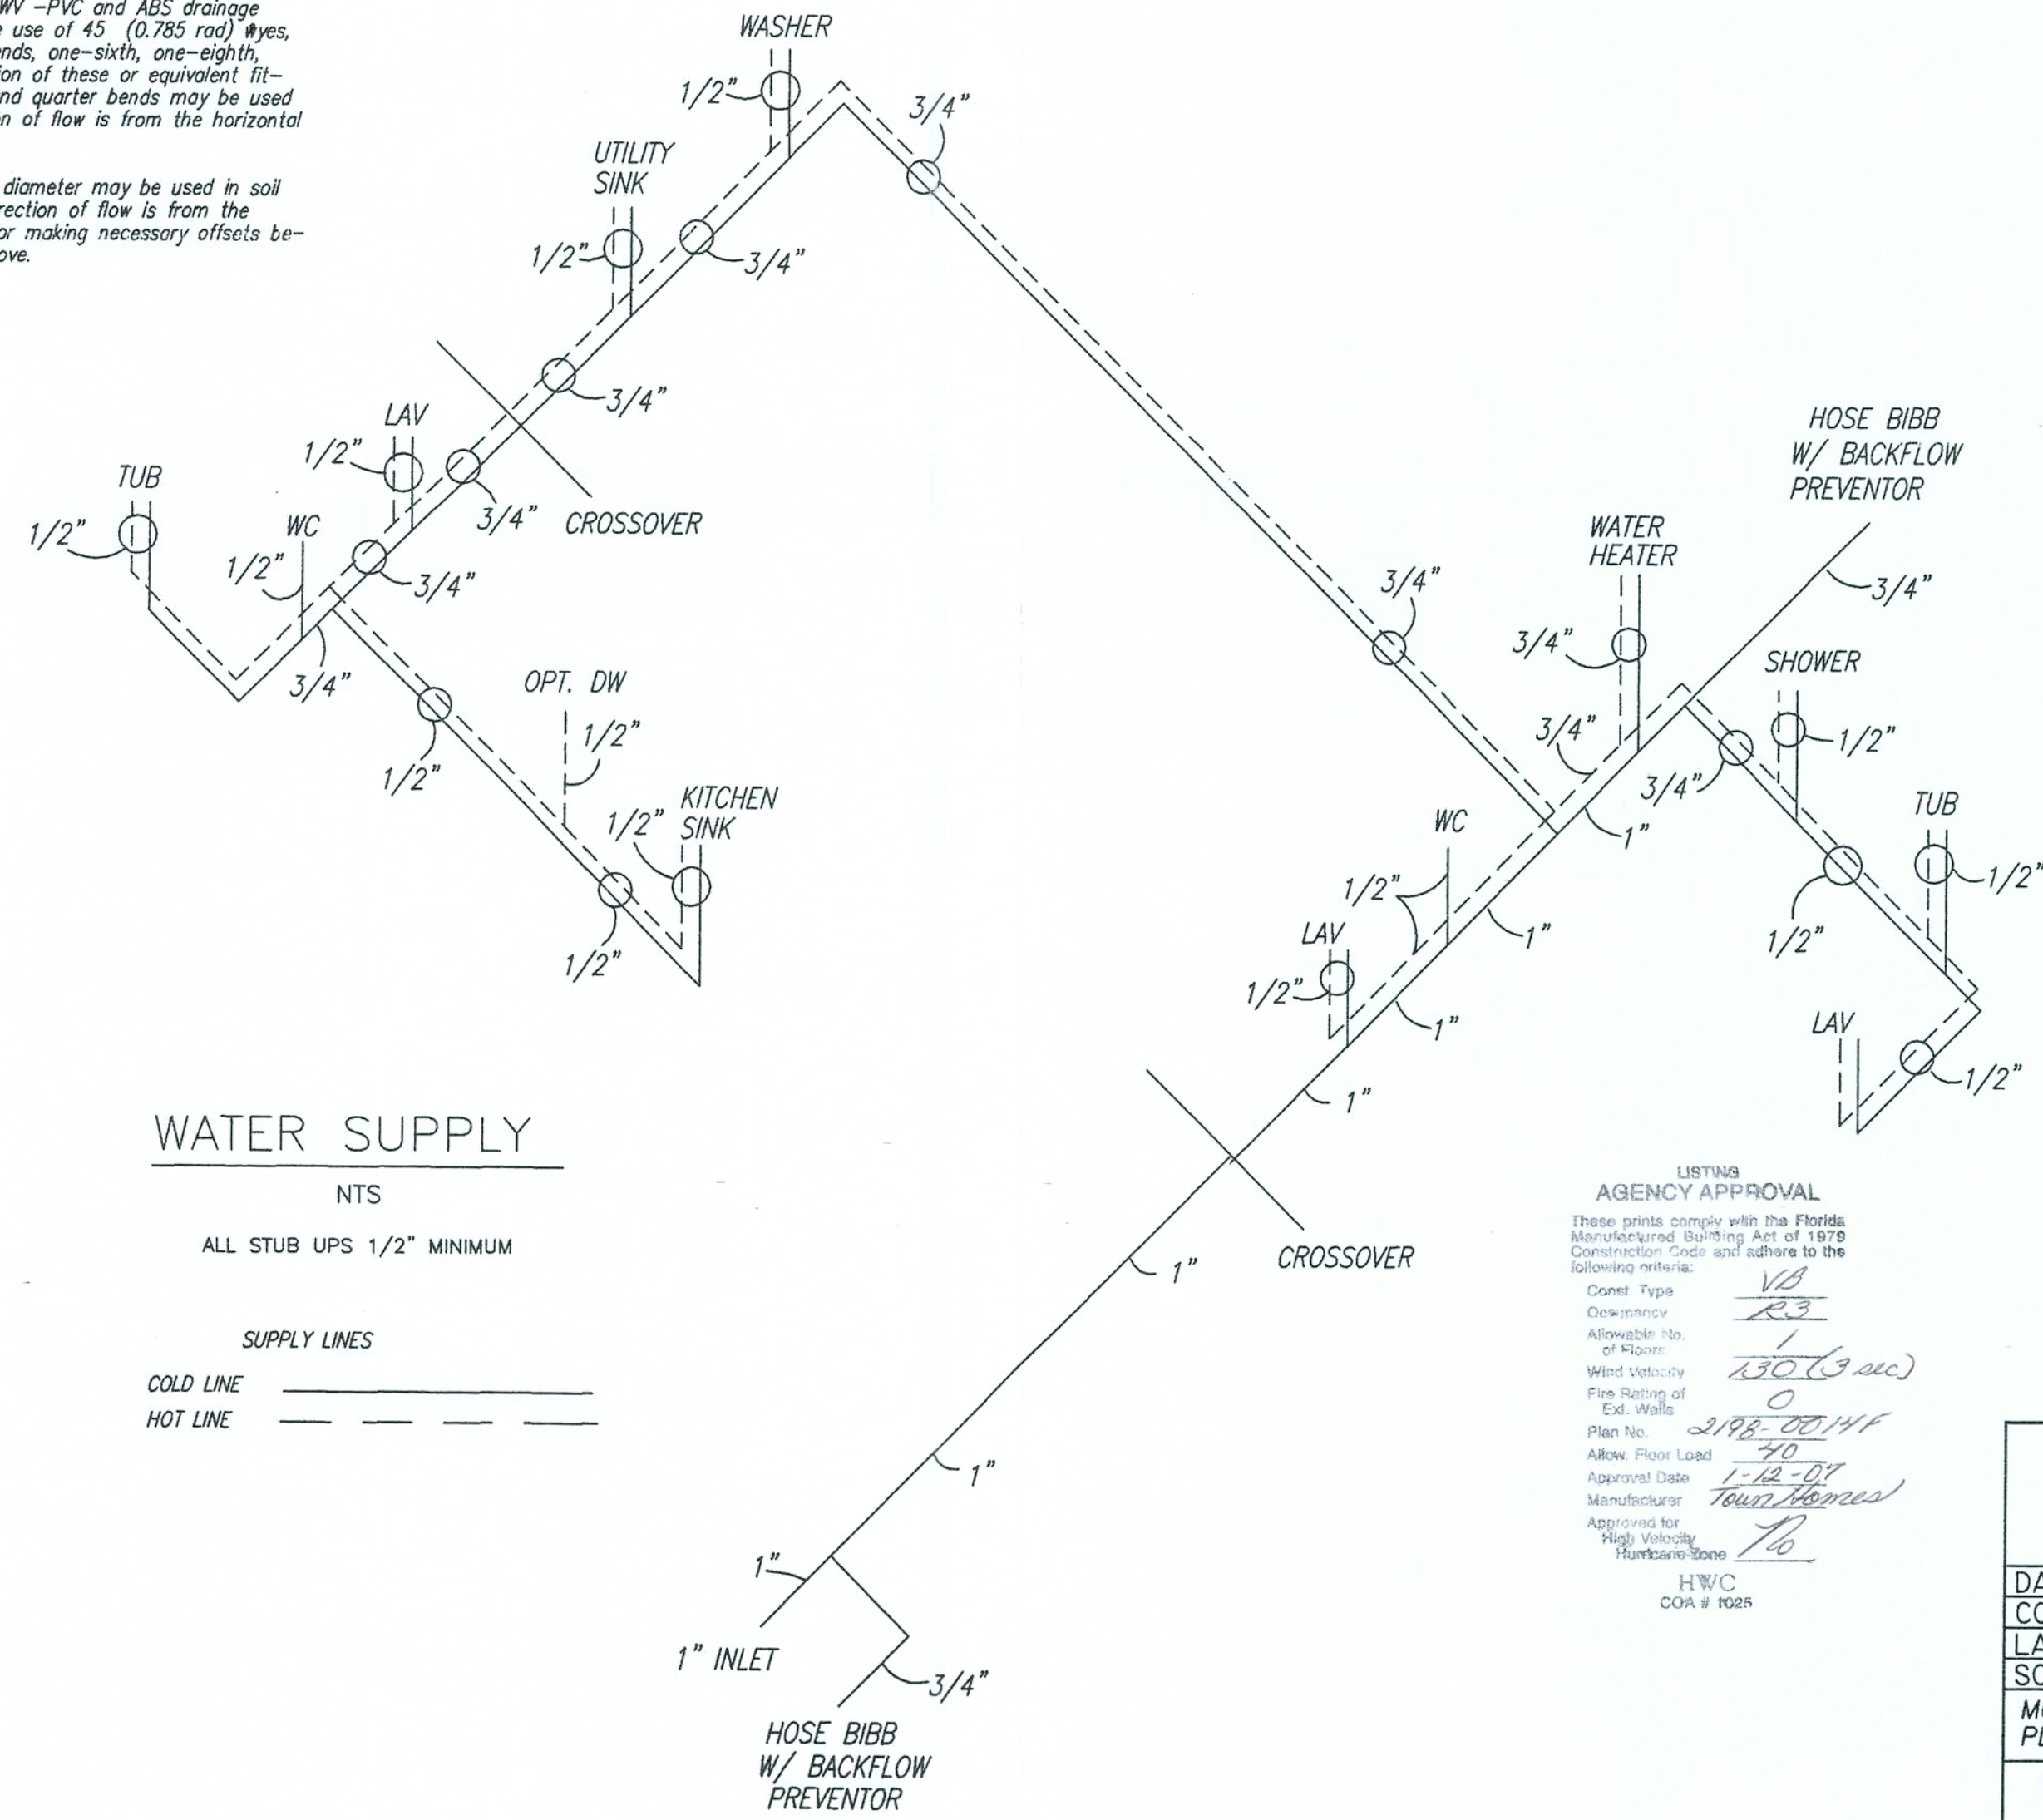 WV -PVC and ABS drainage
use of 45 (0.785 rad) wyes,
nds, one-sixth, one-eighth,
ion of these or equivalent fit-
nd quarter bends may be used
n of flow is from the horizontal
diameter may be used in soil
rection of flow is from the
or making necessary offsets be-
ove.
WASHER
1/2"
3/4"
UTILITY
SINK
1/2"
3/4"
3/4"
LAV
1/2"
3/4"
CROSSOVER
TUB
1/2"
WC
1/2"
3/4"
3/4"
OPT. DW
1/2"
1/2"
KITCHEN
SINK
1/2"
1/2"
HOSE BIBB
W/ BACKFLOW
PREVENTOR
3/4"
WATER
HEATER
3/4"
3/4"
3/4"
SHOWER
1/2"
3/4"
TUB
1/2"
1/2"
1"
WC
1/2"
1"
LAV
1/2"
1"
LAV
1/2"
1"
CROSSOVER
1"
1"
1"
1" INLET
3/4"
HOSE BIBB
W/ BACKFLOW
PREVENTOR
WATER SUPPLY
NTS
ALL STUB UPS 1/2" MINIMUM
SUPPLY LINES
COLD LINE
HOT LINE
LISTING
AGENCY APPROVAL
These prints comply with the Florida
Manufactured Building Act of 1979
Construction Code and adhere to the
following criteria:
Const. Type VB
Occupancy R3
Allowable No.
of Floors 1
Wind Velocity 130 (3 sec)
Fire Rating of
Ext. Walls 0
Plan No. 2198-0014F
Allow. Floor Load 40
Approval Date 1-12-07
Manufacturer Town Homes
Approved for
High Velocity
Hurricane Zone No
HWC
COA # 1025
DA
CO
LA
SC
M
PL